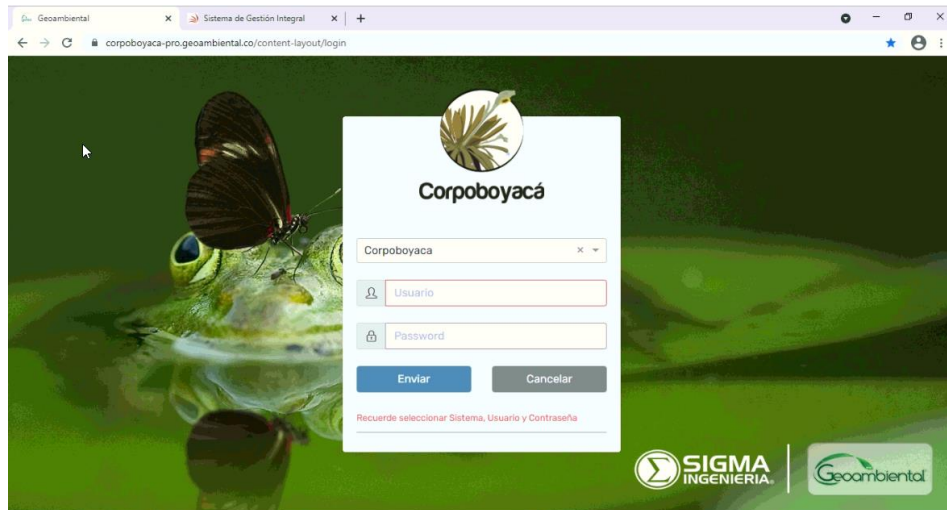 Geoambiental
Sistema de Gestión Integral
corpoboyaca-pro.geoambiental.co/content-layout/login
Corpoboyacá
Corpoboyaca
Usuario
Password
Enviar
Cancelar
Recuerde seleccionar Sistema, Usuario y Contraseña
SIGMA
INGENIERÍA.
Geoambiental